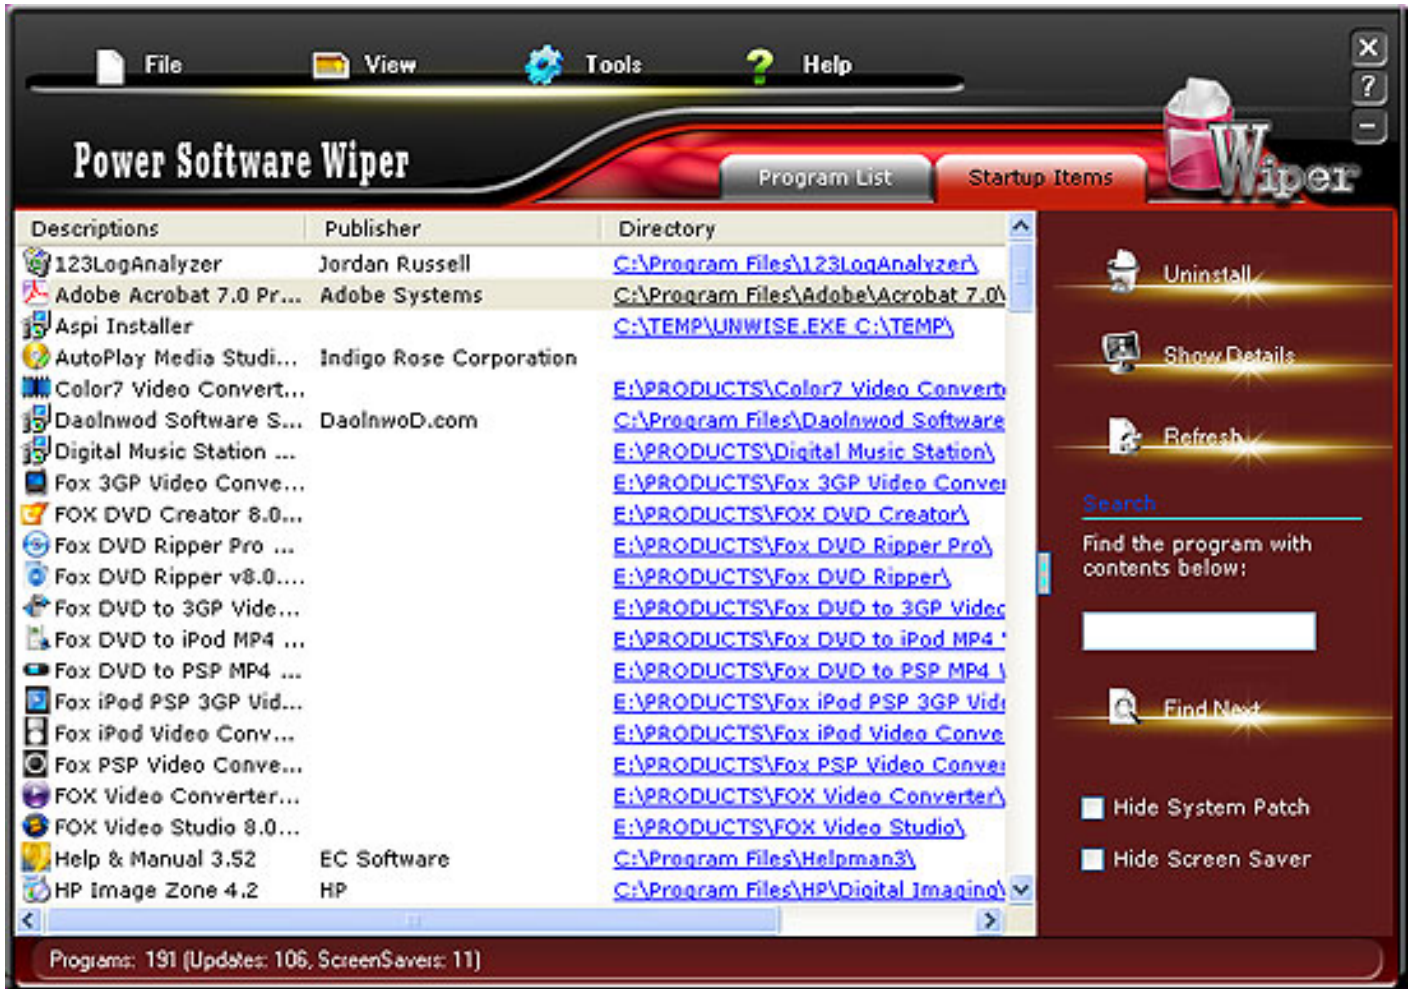 File View Tools Help
Power Software Wiper
Program List Startup Items
Wiper
Descriptions Publisher Directory
123LogAnalyzer Jordan Russell C:\Program Files\123LogAnalyzer\
Adobe Acrobat 7.0 Pr... Adobe Systems C:\Program Files\Adobe\Acrobat 7.0\
Aspi Installer C:\TEMP\UNWISE.EXE C:\TEMP\
AutoPlay Media Studi... Indigo Rose Corporation
Color7 Video Convert... E:\PRODUCTS\Color7 Video Converte
Daolnwod Software S... DaolnwoD.com C:\Program Files\Daolnwod Software
Digital Music Station ... E:\PRODUCTS\Digital Music Station\
Fox 3GP Video Conve... E:\PRODUCTS\Fox 3GP Video Conver
FOX DVD Creator 8.0... E:\PRODUCTS\FOX DVD Creator\
Fox DVD Ripper Pro ... E:\PRODUCTS\Fox DVD Ripper Pro\
Fox DVD Ripper v8.0.... E:\PRODUCTS\Fox DVD Ripper\
Fox DVD to 3GP Vide... E:\PRODUCTS\Fox DVD to 3GP Video
Fox DVD to iPod MP4 ... E:\PRODUCTS\Fox DVD to iPod MP4
Fox DVD to PSP MP4 ... E:\PRODUCTS\Fox DVD to PSP MP4
Fox iPod PSP 3GP Vid... E:\PRODUCTS\Fox iPod PSP 3GP Vide
Fox iPod Video Conv... E:\PRODUCTS\Fox iPod Video Conve
Fox PSP Video Conve... E:\PRODUCTS\Fox PSP Video Conver
FOX Video Converter... E:\PRODUCTS\FOX Video Converter\
FOX Video Studio 8.0... E:\PRODUCTS\FOX Video Studio\
Help & Manual 3.52 EC Software C:\Program Files\Helpman3\
HP Image Zone 4.2 HP C:\Program Files\HP\Digital Imaging\
Uninstall
Show Details
Refresh
Search
Find the program with
contents below:
Find Next
Hide System Patch
Hide Screen Saver
Programs: 191 (Updates: 106, ScreenSavers: 11)